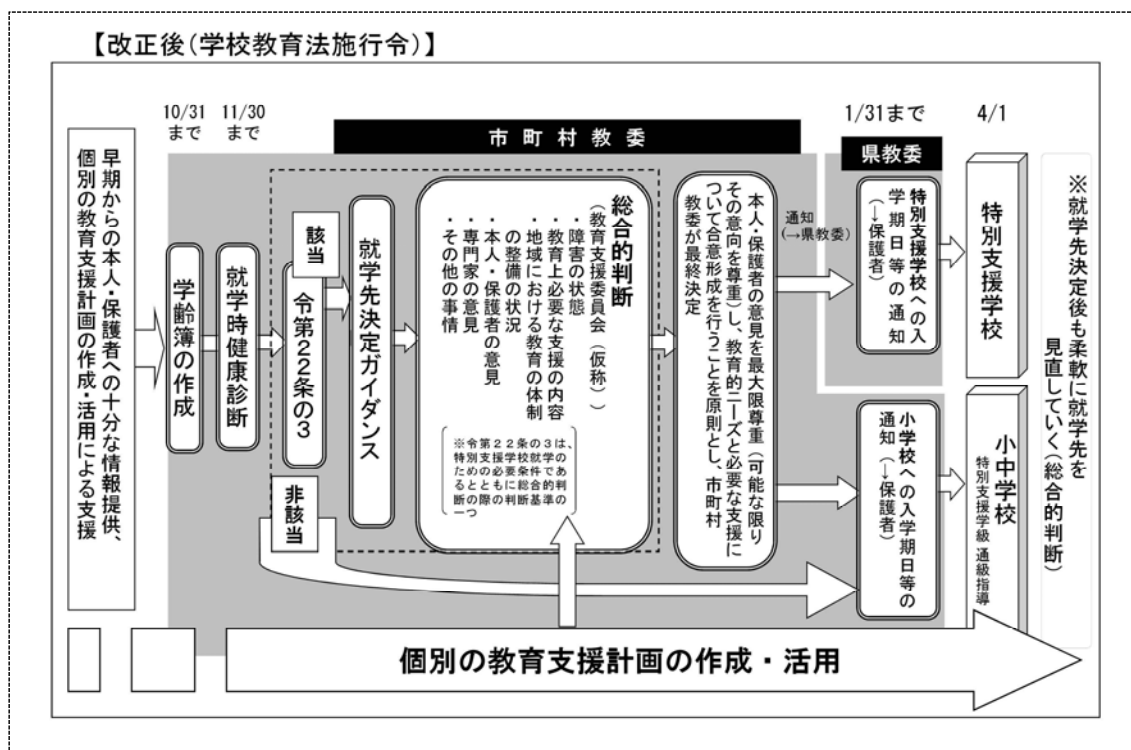 【改正後(学校教育法施行令)】
早期からの本人・保護者への十分な情報提供、
個別の教育支援計画の作成・活用による支援
10/31
まで
11/30
まで
市町村教委
1/31まで
4/1
県教委
学齢簿の作成
就学時健康診断
該当
令第22条の3
非該当
就学先決定ガイダンス
総合的判断
(教育支援委員会(仮称))
・障害の状態
・教育上必要な支援の内容
・地域における教育の体制
の整備の状況
・本人・保護者の意見
・専門家の意見
・その他の事情
※令第22条の3は、
特別支援学校就学の
ための必要条件であ
るとともに総合的判
断の際の判断基準の
一つ
本人・保護者の意見を最大限尊重(可能な限り
その意向を尊重)し、教育的ニーズと必要な支援に
ついて合意形成を行うことを原則とし、市町村
教委が最終決定
通知
(→県教委)
特別支援学校への入
学期日等の通知
(→保護者)
小学校への入学期日等の
通知(→保護者)
特別支援学校
小中学校
特別支援学級 通級指導
※就学先決定後も柔軟に就学先を
見直していく(総合的判断)
個別の教育支援計画の作成・活用